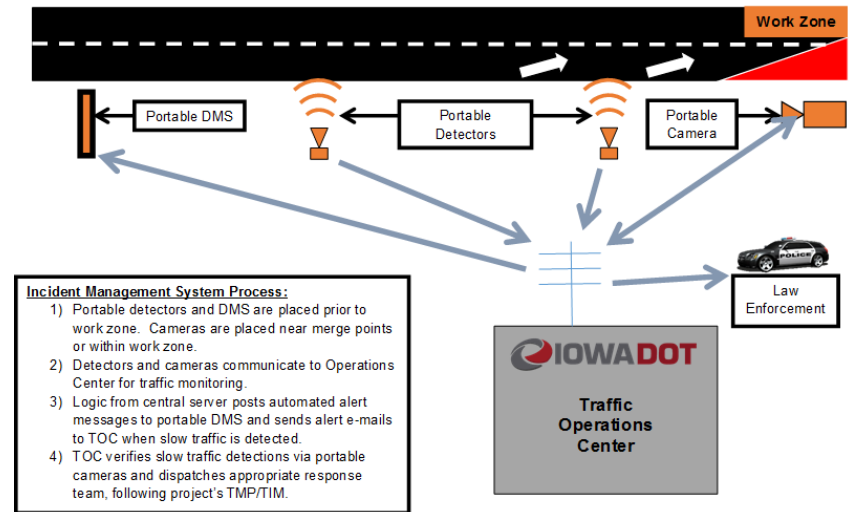 Work Zone
Portable DMS
Portable
Detectors
Portable
Camera
POLICE
Law
Enforcement
Incident Management System Process:
1) Portable detectors and DMS are placed prior to
work zone. Cameras are placed near merge points
or within work zone.
2) Detectors and cameras communicate to Operations
Center for traffic monitoring.
3) Logic from central server posts automated alert
messages to portable DMS and sends alert e-mails
to TOC when slow traffic is detected.
4) TOC verifies slow traffic detections via portable
cameras and dispatches appropriate response
team, following project's TMP/TIM.
IOWADOT
Traffic
Operations
Center